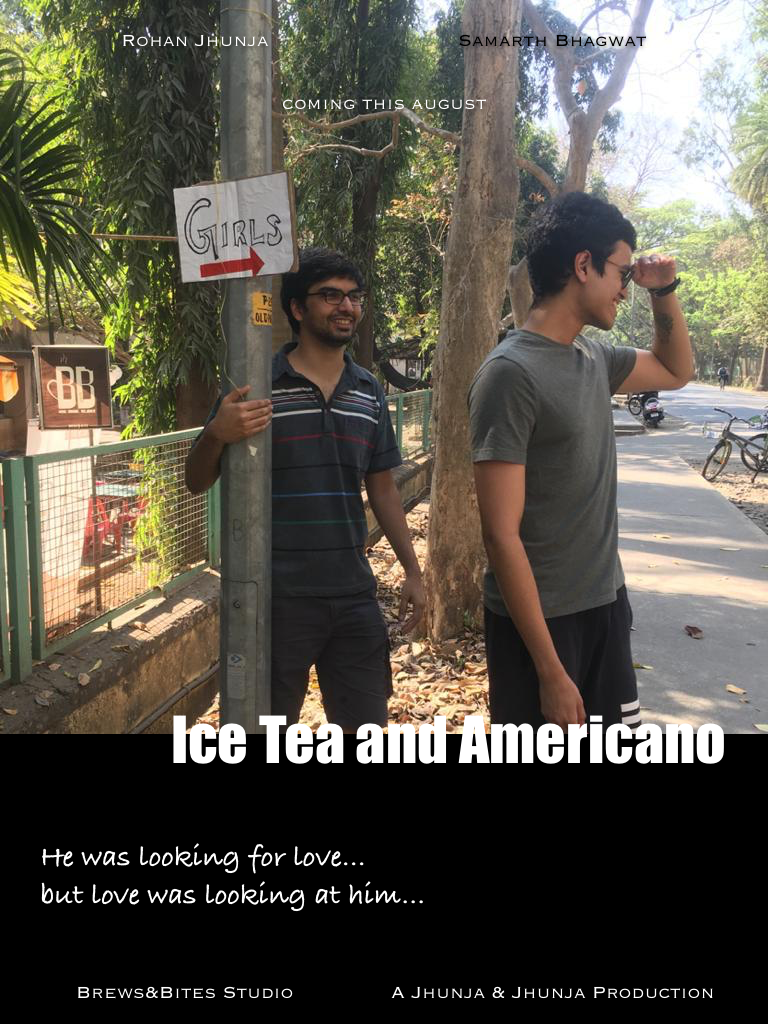 Rohan Jhunja
Samarth Bhagwat
COMING THIS AUGUST
GIRLS
BB
Ice Tea and Americano
He was looking for love...
but love was looking at him...
Brews&Bites Studio
A Jhunja & Jhunja Production